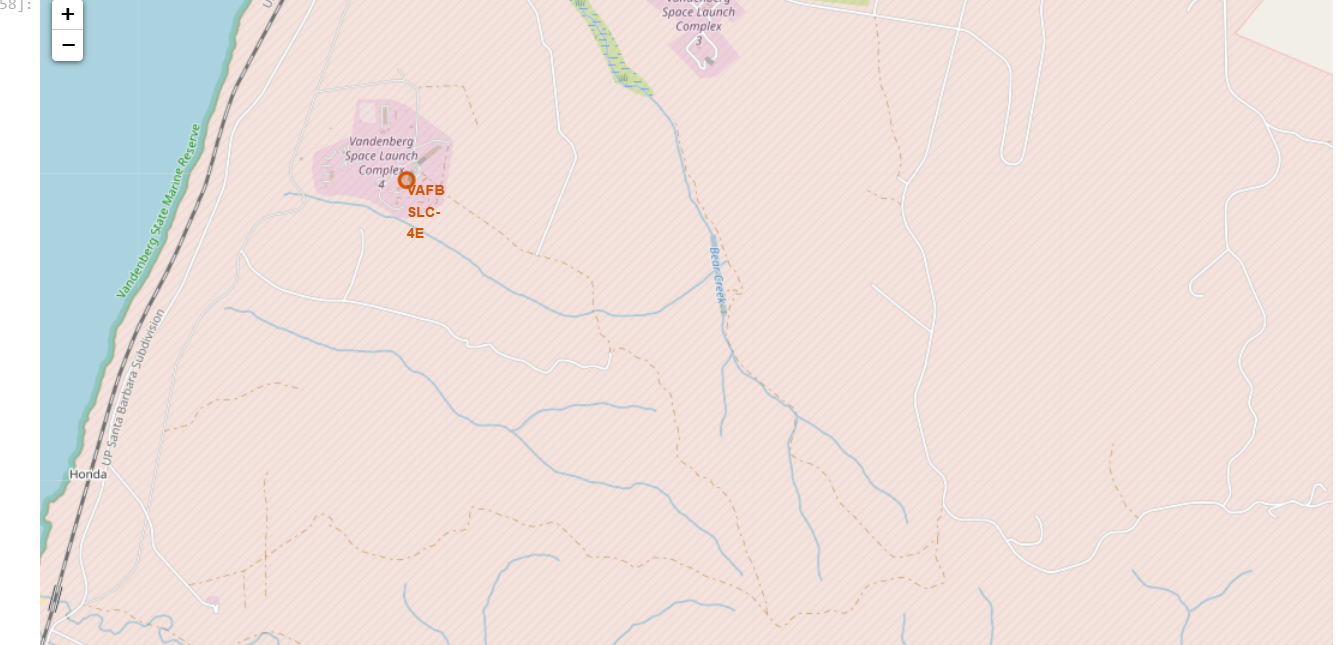 58]:
+
−
U
Vandenberg
Space Launch
Complex
3
Vandenberg
Space Launch
Complex
4
VAFB
SLC-
4E
Vandenberg State Marine Reserve
Bear Creek
UP Santa Barbara Subdivision
Honda